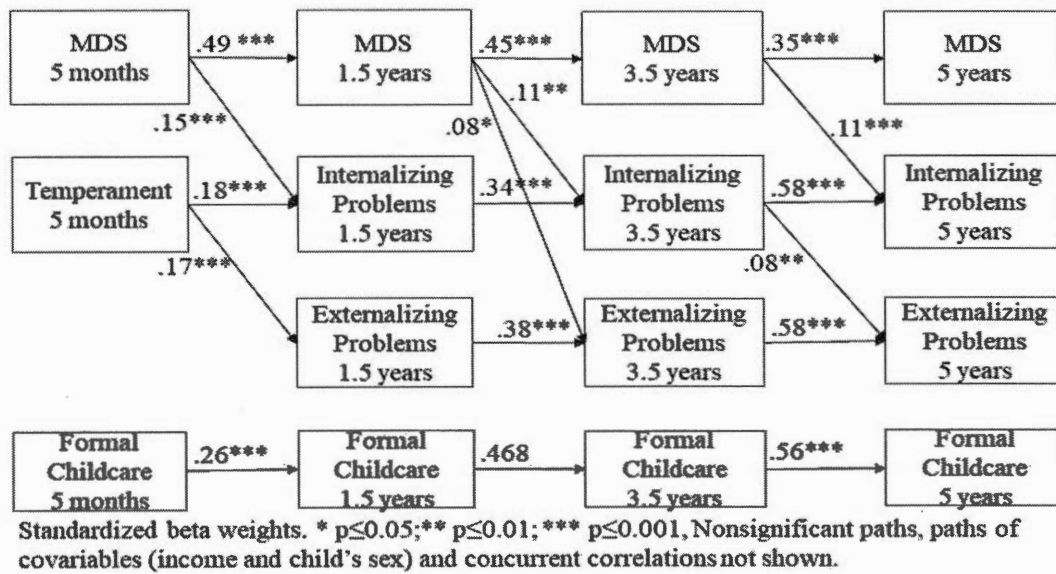 MDS
5 months
.49 ***
MDS
1.5 years
.45***
MDS
3.5 years
.35***
MDS
5 years
.15***
.11**
.08*
.11***
Temperament
5 months
.18***
Internalizing
Problems
1.5 years
.34***
Internalizing
Problems
3.5 years
.58***
Internalizing
Problems
5 years
.17***
.08**
Externalizing
Problems
1.5 years
.38***
Externalizing
Problems
3.5 years
.58***
Externalizing
Problems
5 years
Formal
Childcare
5 months
.26***
Formal
Childcare
1.5 years
.468
Formal
Childcare
3.5 years
.56***
Formal
Childcare
5 years
Standardized beta weights. * p≤0.05;** p≤0.01; *** p≤0.001, Nonsignificant paths, paths of
covariables (income and child's sex) and concurrent correlations not shown.